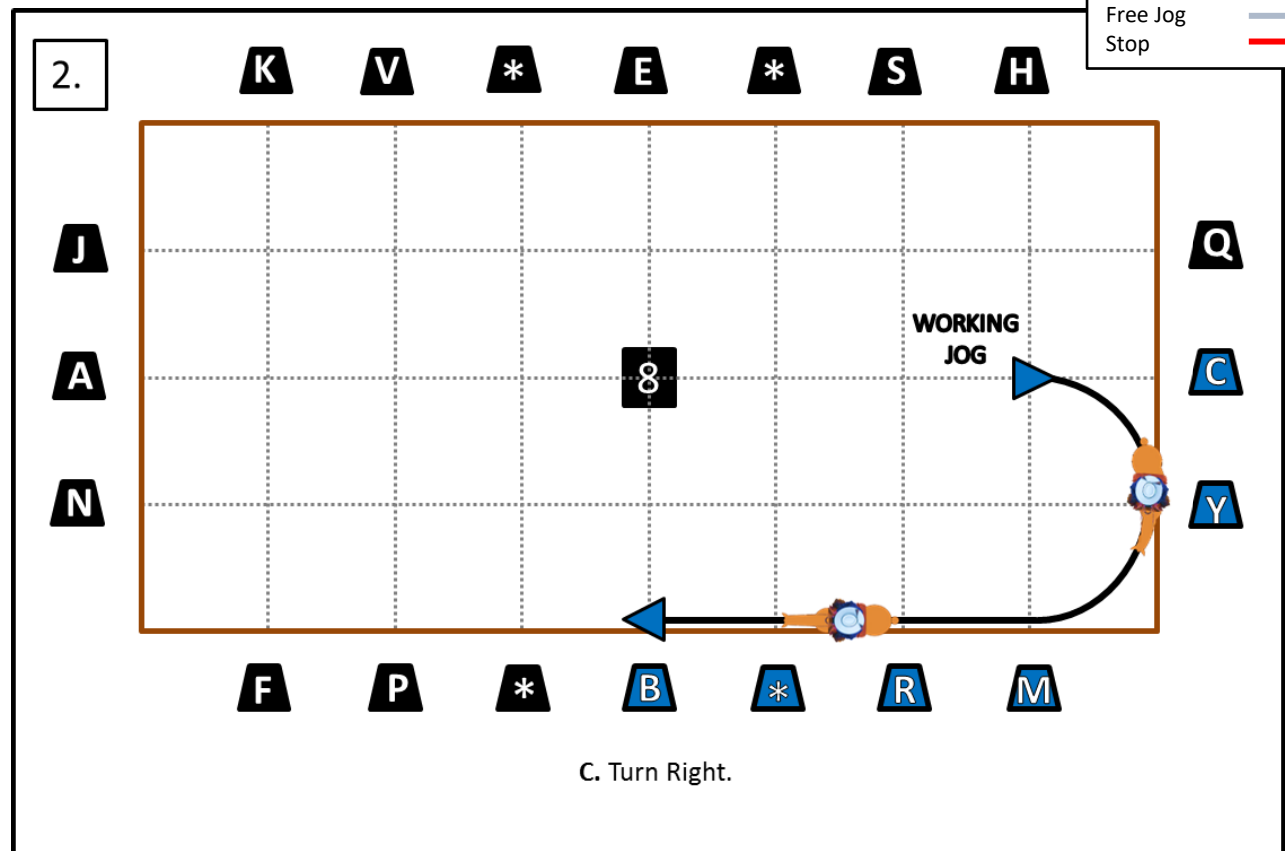 Free Jog
Stop
2.
K V * E * S H
J Q
WORKING
JOG
A 8 C
N Y
F P * B * R M
C. Turn Right.